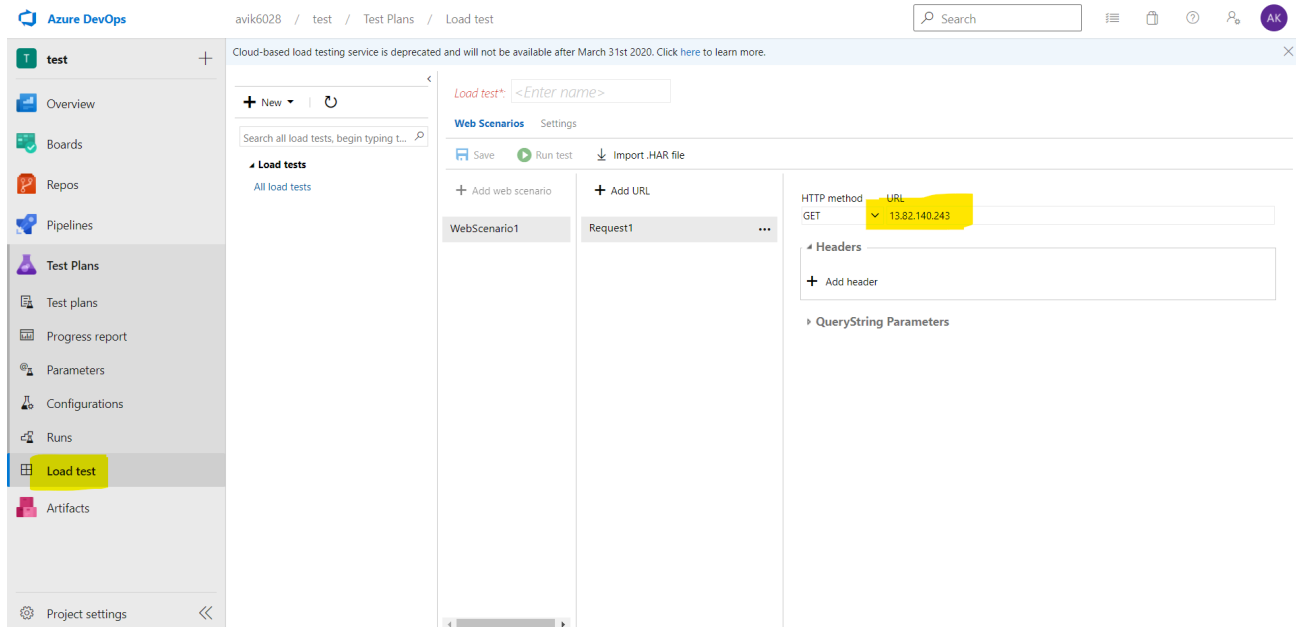 Azure DevOps
avik6028 / test / Test Plans / Load test
Search
AK
T test
Cloud-based load testing service is deprecated and will not be available after March 31st 2020. Click here to learn more.
Overview
Boards
Repos
Pipelines
Test Plans
Test plans
Progress report
Parameters
Configurations
Runs
Load test
Artifacts
Project settings
New
Search all load tests, begin typing t...
Load tests
All load tests
Load test*: <Enter name>
Web Scenarios Settings
Save Run test Import .HAR file
Add web scenario
WebScenario1
Add URL
Request1 ...
HTTP method URL
GET 13.82.140.243
Headers
Add header
QueryString Parameters